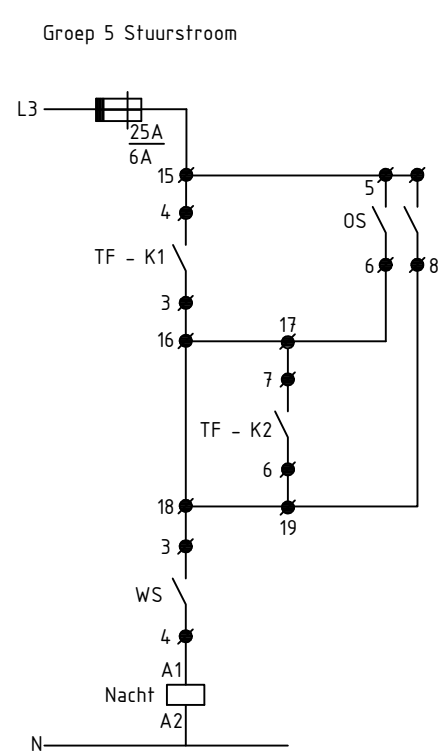 Groep 5 Stuurstroom
L3
25A
6A
15
5
4
OS
TF - K1
6
8
3
16
17
7
TF - K2
6
18
19
3
WS
4
A1
Nacht
A2
N